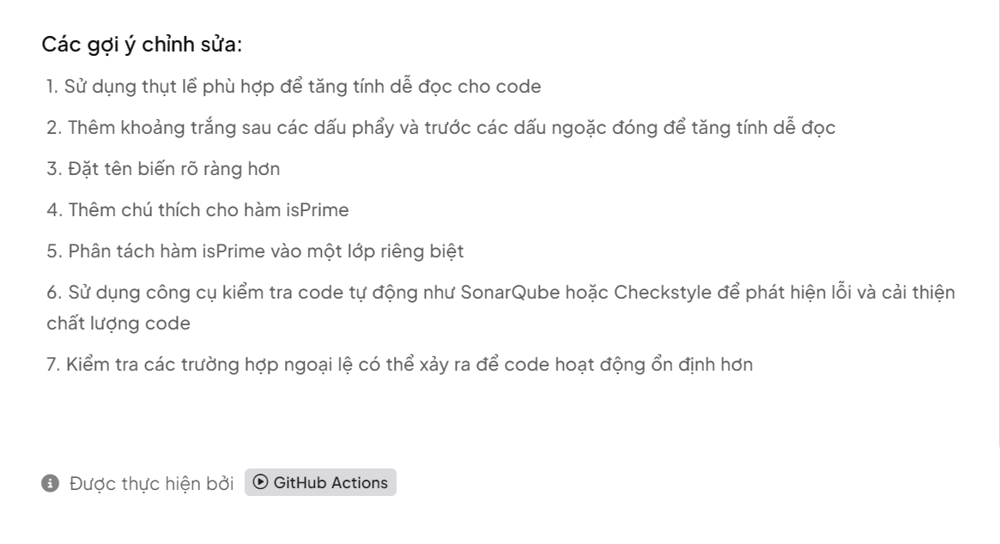 Các gợi ý chỉnh sửa:
1. Sử dụng thụt lề phù hợp để tăng tính dễ đọc cho code
2. Thêm khoảng trắng sau các dấu phẩy và trước các dấu ngoặc đóng để tăng tính dễ đọc
3. Đặt tên biến rõ ràng hơn
4. Thêm chú thích cho hàm isPrime
5. Phân tách hàm isPrime vào một lớp riêng biệt
6. Sử dụng công cụ kiểm tra code tự động như SonarQube hoặc Checkstyle để phát hiện lỗi và cải thiện
chất lượng code
7. Kiểm tra các trường hợp ngoại lệ có thể xảy ra để code hoạt động ổn định hơn
Được thực hiện bởi GitHub Actions